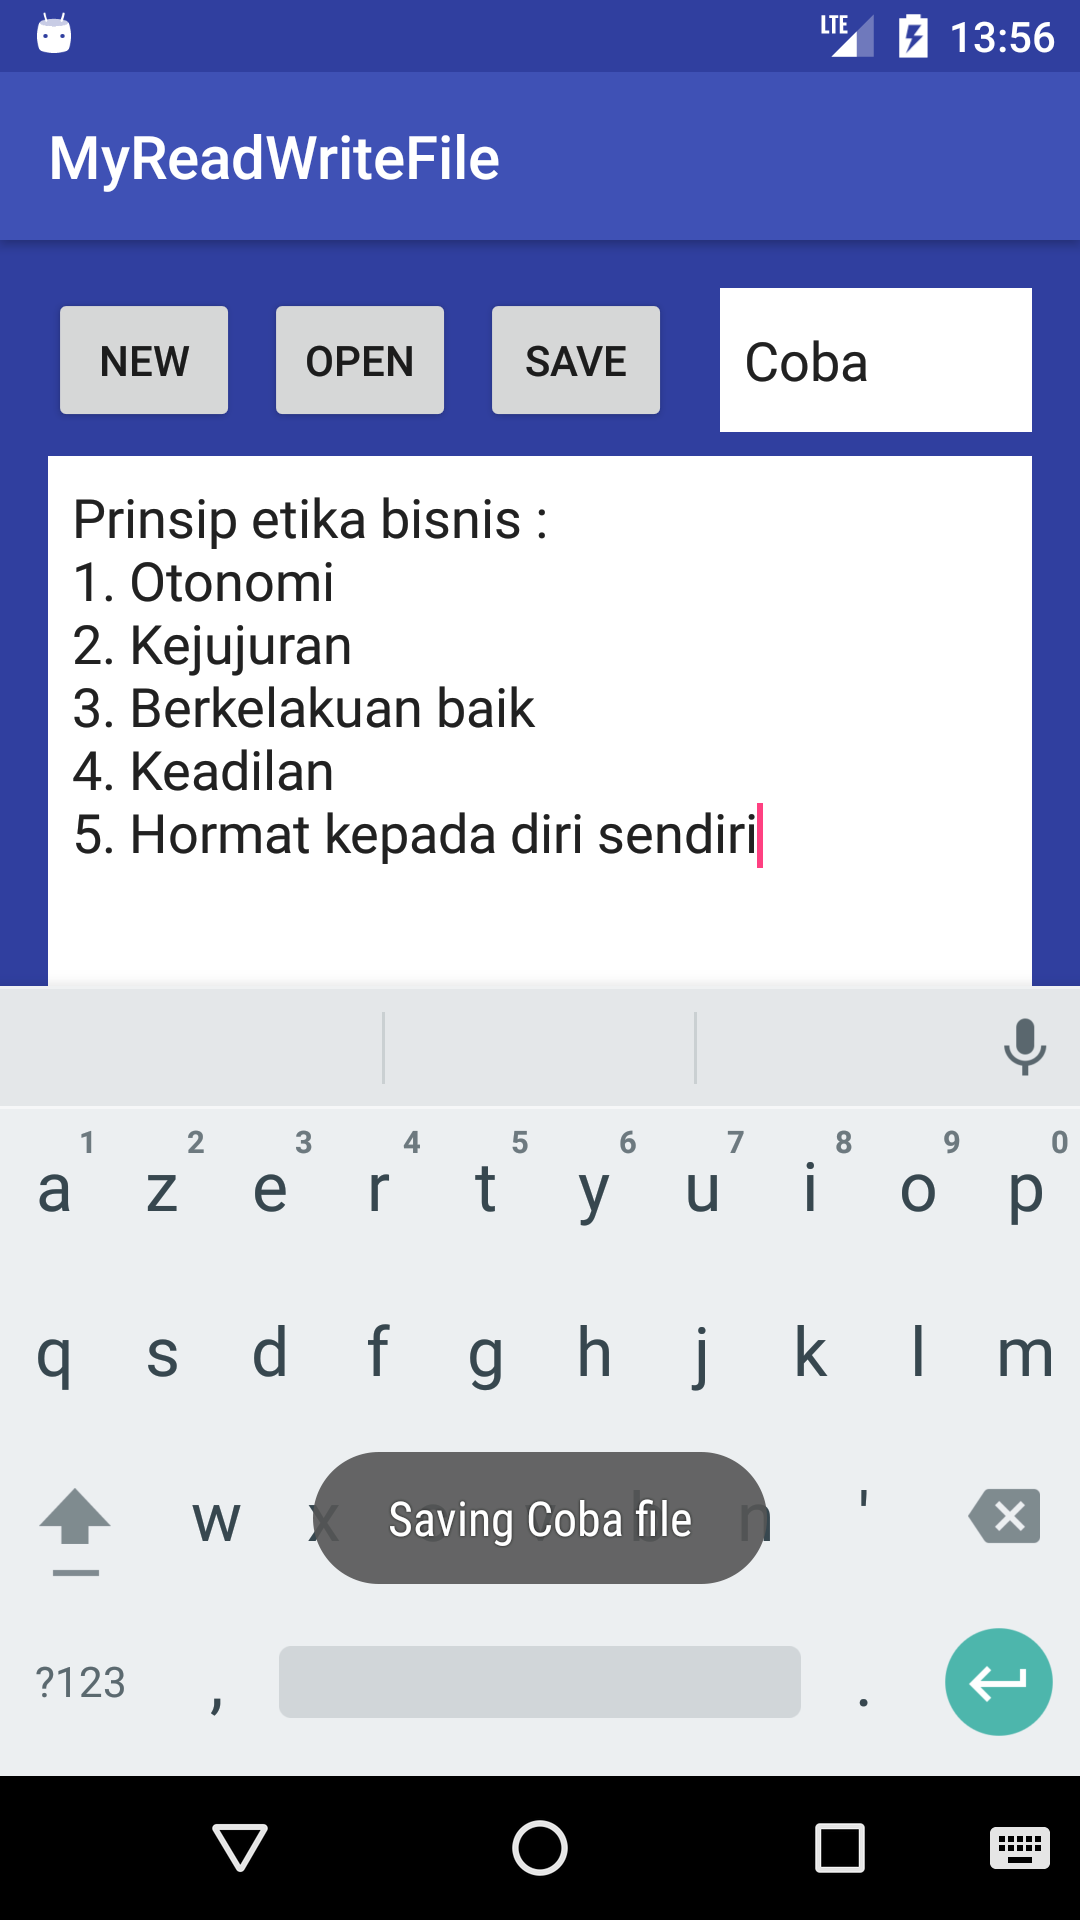 LTE 13:56
MyReadWriteFile
NEW OPEN SAVE Coba
Prinsip etika bisnis :
1. Otonomi
2. Kejujuran
3. Berkelakuan baik
4. Keadilan
5. Hormat kepada diri sendiri
1 2 3 4 5 6 7 8 9 0
a z e r t y u i o p
q s d f g h j k l m
w x c v b n '
Saving Coba file
?123 , .